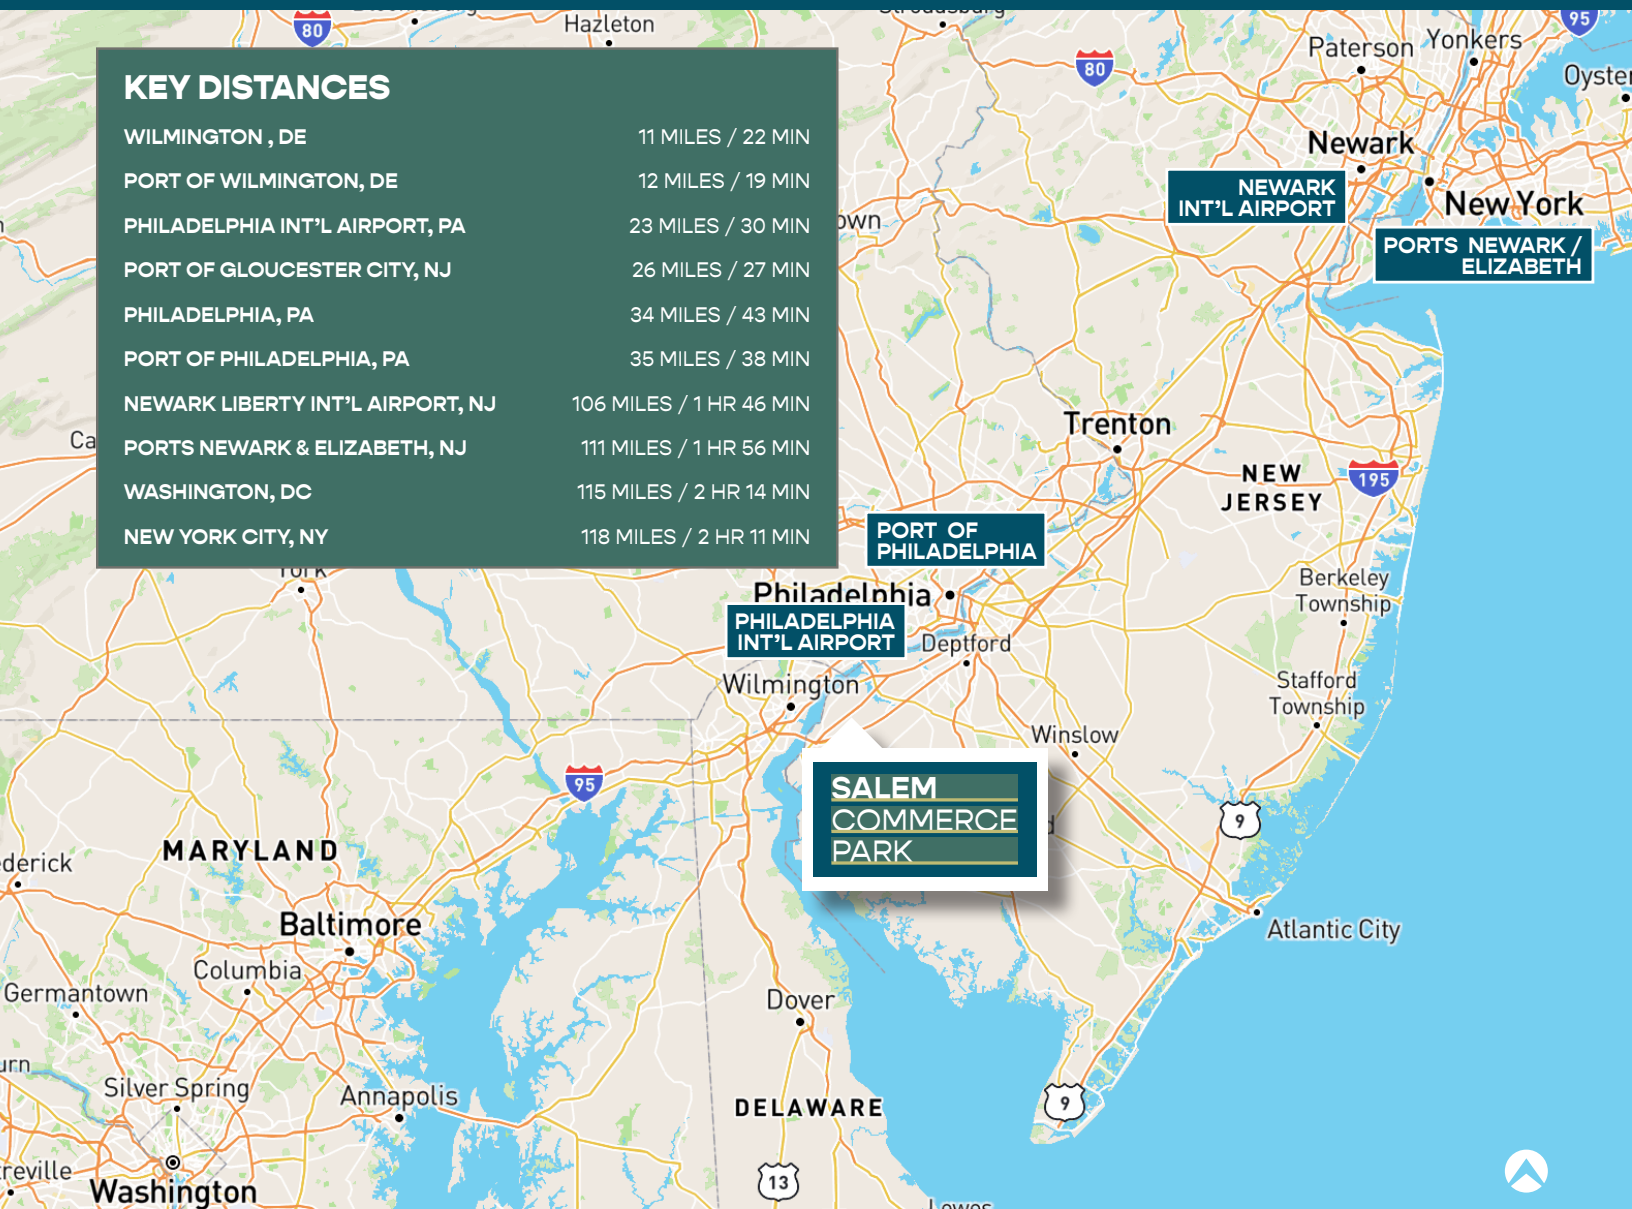 80
Hazleton
95
Paterson
Yonkers
80
KEY DISTANCES
WILMINGTON , DE 11 MILES / 22 MIN
PORT OF WILMINGTON, DE 12 MILES / 19 MIN
PHILADELPHIA INT'L AIRPORT, PA 23 MILES / 30 MIN
PORT OF GLOUCESTER CITY, NJ 26 MILES / 27 MIN
PHILADELPHIA, PA 34 MILES / 43 MIN
PORT OF PHILADELPHIA, PA 35 MILES / 38 MIN
NEWARK LIBERTY INT'L AIRPORT, NJ 106 MILES / 1 HR 46 MIN
PORTS NEWARK & ELIZABETH, NJ 111 MILES / 1 HR 56 MIN
WASHINGTON, DC 115 MILES / 2 HR 14 MIN
NEW YORK CITY, NY 118 MILES / 2 HR 11 MIN
Oyster
Newark
NEWARK
INT'L AIRPORT
New York
PORTS NEWARK /
ELIZABETH
own
Ca
Trenton
NEW
JERSEY
195
PORT OF
PHILADELPHIA
York
Philadelphia
PHILADELPHIA
INT'L AIRPORT
Deptford
Berkeley
Township
Wilmington
Stafford
Township
Winslow
95
SALEM
COMMERCE
PARK
d
9
MARYLAND
derick
Baltimore
Atlantic City
Columbia
Germantown
Dover
urn
Silver Spring
Annapolis
DELAWARE
9
reville
Washington
13
Lewes